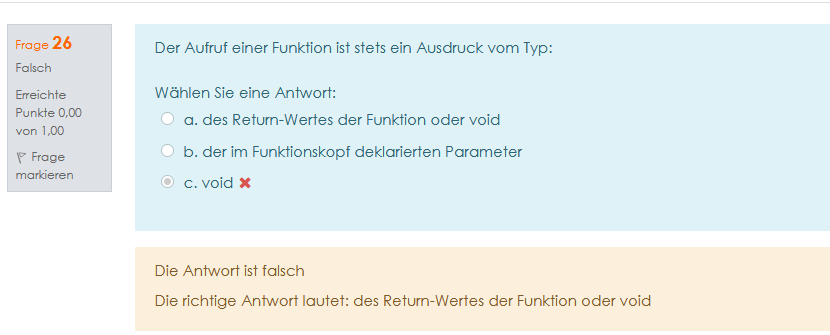 Frage 26
Falsch
Erreichte
Punkte 0,00
von 1,00
Frage
markieren
Der Aufruf einer Funktion ist stets ein Ausdruck vom Typ:
Wählen Sie eine Antwort:
a. des Return-Wertes der Funktion oder void
b. der im Funktionskopf deklarierten Parameter
c. void
Die Antwort ist falsch
Die richtige Antwort lautet: des Return-Wertes der Funktion oder void